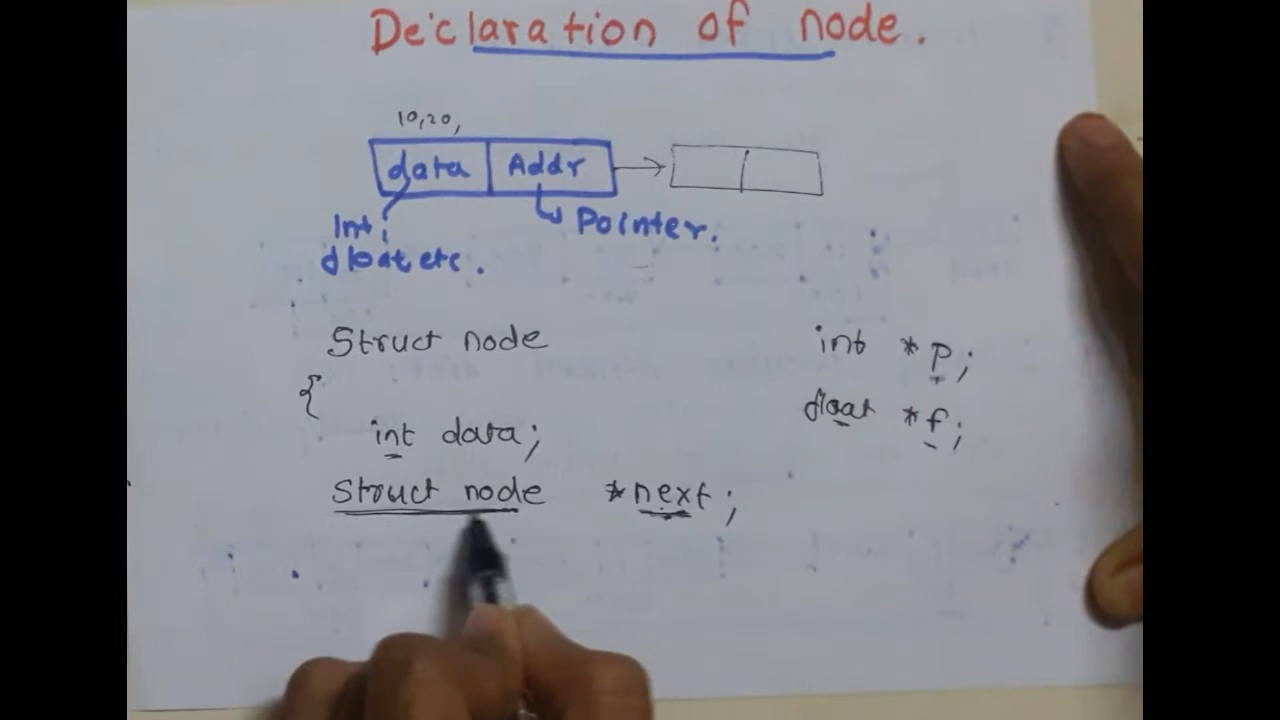 Declaration of node.
10,20,
data Addr
Int, Pointer.
float etc.
Struct node int *p;
{ float *f;
int data;
Struct node *next;